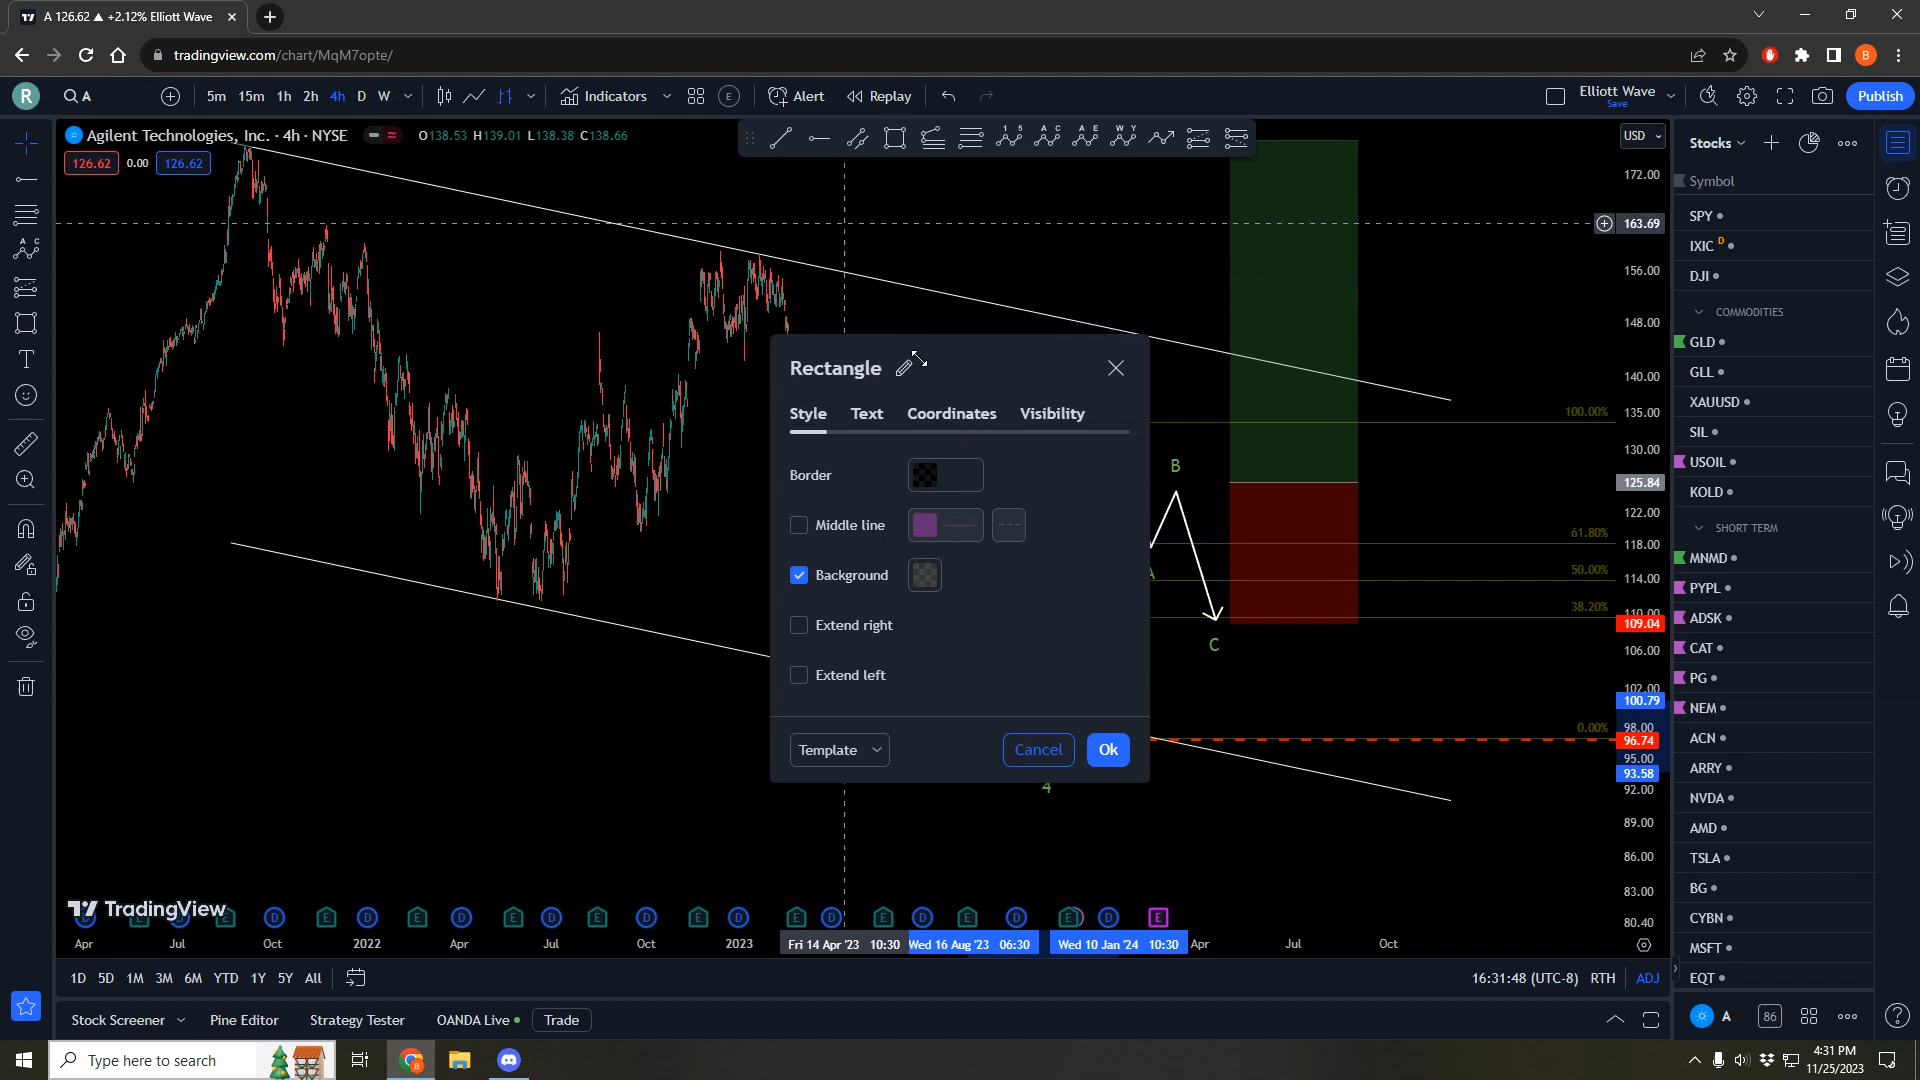 A 126.62 ▲ +2.12% Elliott Wave
tradingview.com/chart/MqM7opte/
R A 5m 15m 1h 2h 4h D W Indicators Alert Replay Elliott Wave Save Publish
Agilent Technologies, Inc. · 4h · NYSE O138.53 H139.01 L138.38 C138.66
126.62 0.00 126.62
USD
172.00
163.69
156.00
148.00
140.00
135.00
130.00
125.84
122.00
118.00
114.00
110.00
109.04
106.00
102.00
100.79
98.00
96.74
95.00
93.58
92.00
89.00
86.00
83.00
80.40
100.00%
61.80%
50.00%
38.20%
0.00%
B
A
C
4
Rectangle
Style Text Coordinates Visibility
Border
Middle line
Background
Extend right
Extend left
Template Cancel Ok
TradingView
Apr Jul Oct 2022 Apr Jul Oct 2023 Fri 14 Apr '23 10:30 Wed 16 Aug '23 06:30 Wed 10 Jan '24 10:30 Apr Jul Oct
1D 5D 1M 3M 6M YTD 1Y 5Y All 16:31:48 (UTC-8) RTH ADJ
Stock Screener Pine Editor Strategy Tester OANDA Live Trade
Stocks
Symbol
SPY
IXIC D
DJI
COMMODITIES
GLD
GLL
XAUUSD
SIL
USOIL
KOLD
SHORT TERM
MNMD
PYPL
ADSK
CAT
PG
NEM
ACN
ARRY
NVDA
AMD
TSLA
BG
CYBN
MSFT
EQT
A 86
Type here to search
4:31 PM
11/25/2023